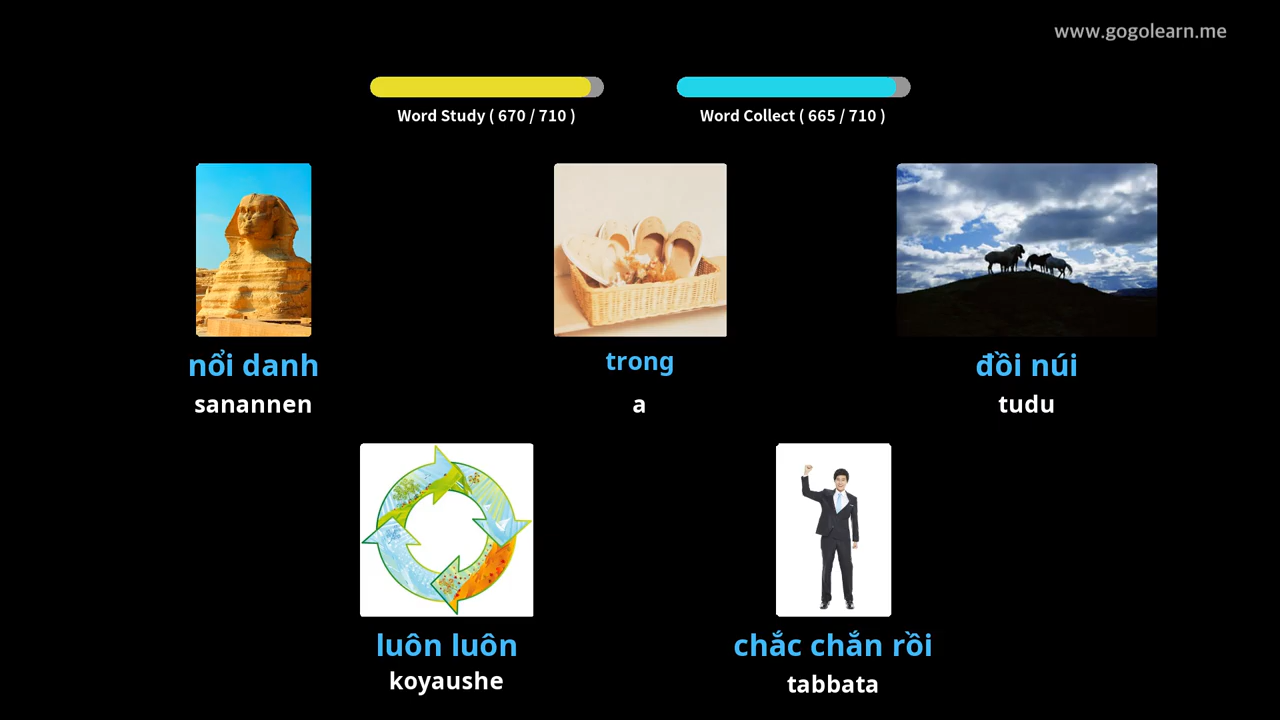 www.gogolearn.me
Word Study ( 670 / 710 )
Word Collect ( 665 / 710 )
nổi danh
sanannen
trong
a
đồi núi
tudu
luôn luôn
koyaushe
chắc chắn rồi
tabbata